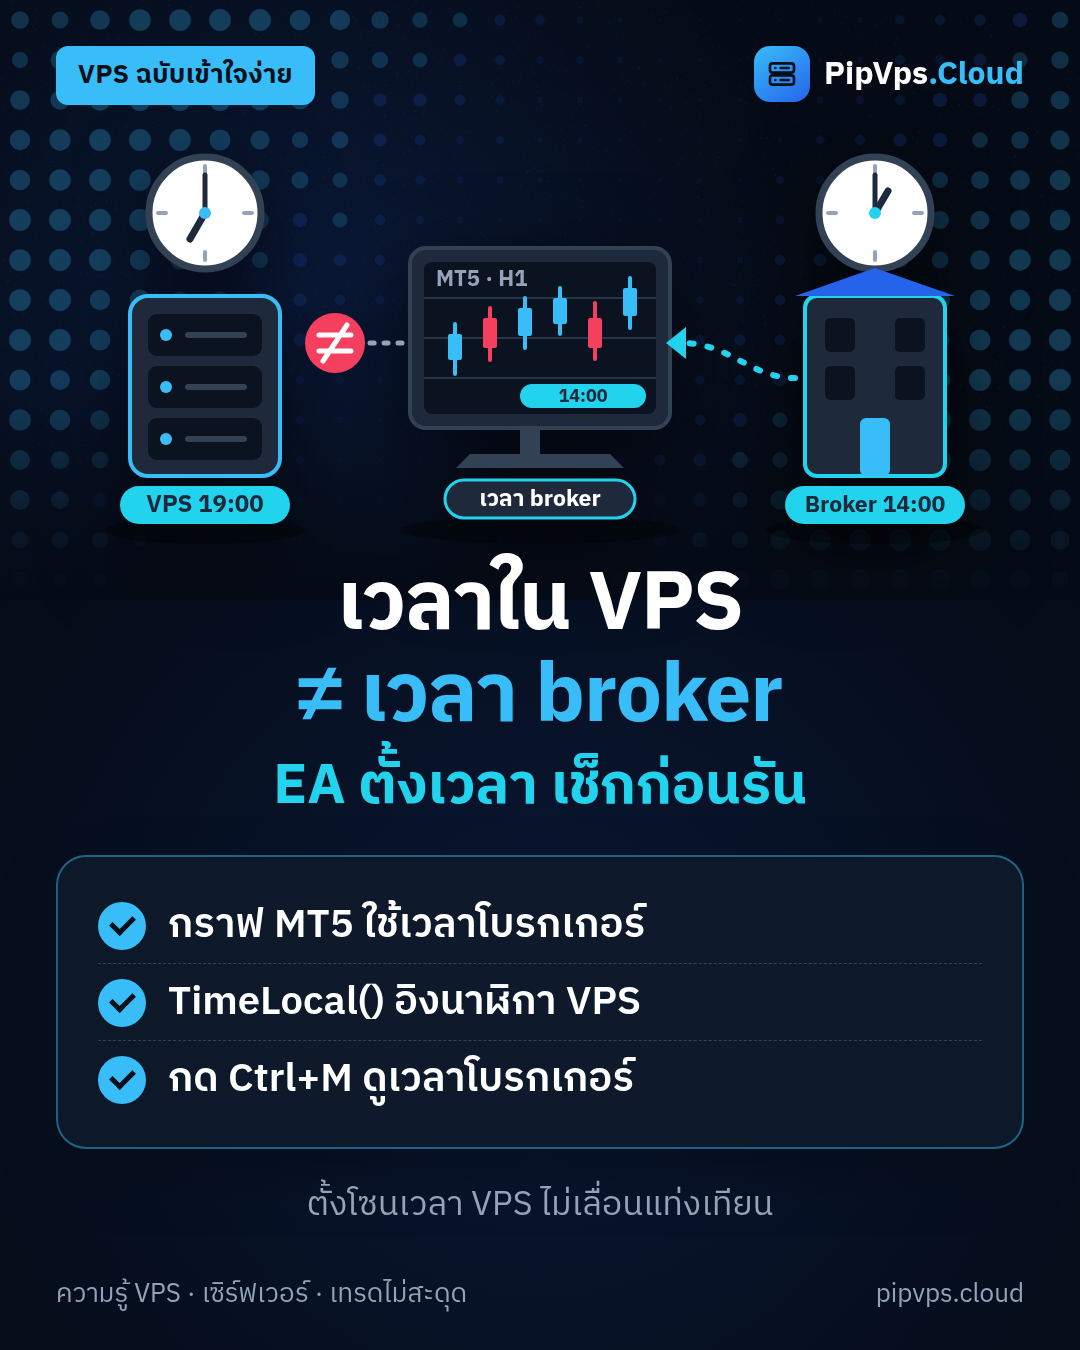 VPS ฉบับเข้าใจง่าย
PipVps.Cloud
MT5 · H1
14:00
VPS 19:00
เวลา broker
Broker 14:00
เวลาใน VPS
≠ เวลา broker
EA ตั้งเวลา เช็กก่อนรัน
กราฟ MT5 ใช้เวลาโบรกเกอร์
TimeLocal() อิงนาฬิกา VPS
กด Ctrl+M ดูเวลาโบรกเกอร์
ตั้งโซนเวลา VPS ไม่เลื่อนแท่งเทียน
ความรู้ VPS · เซิร์ฟเวอร์ · เทรดไม่สะดุด
pipvps.cloud